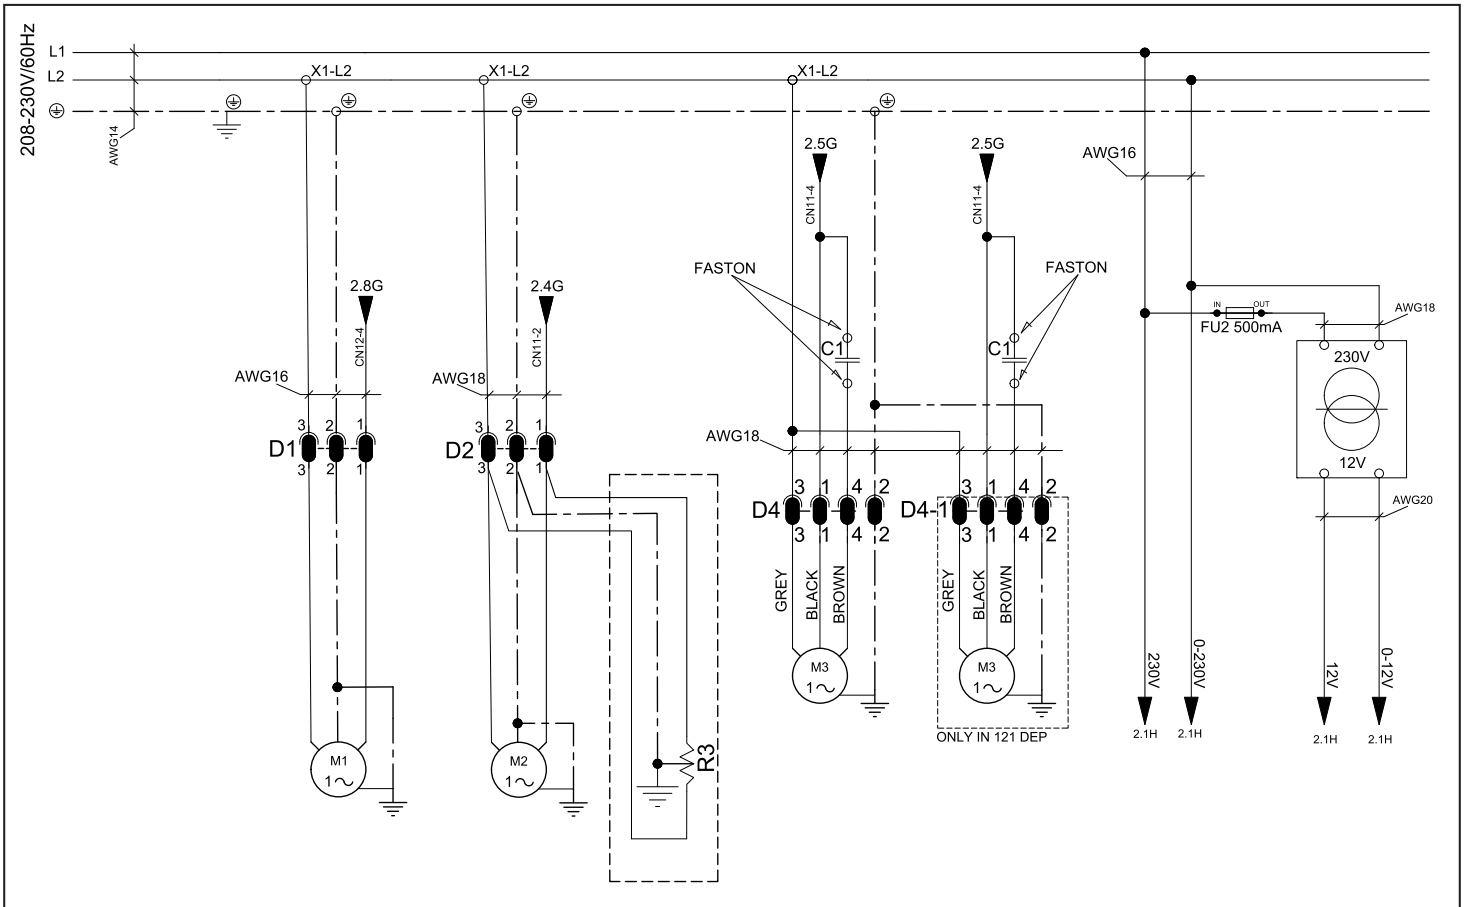 208-230V/60Hz
L1
L2
AWG14
X1-L2
X1-L2
X1-L2
2.5G
2.5G
AWG16
CN11-4
CN11-4
FASTON
FASTON
2.8G
2.4G
CN12-4
CN11-2
IN
OUT
FU2 500mA
AWG18
C1
C1
230V
12V
AWG16
AWG18
AWG18
3
2
1
3
2
1
D1
D2
3
2
1
3
2
1
AWG20
3
1
4
2
3
1
4
2
D4
D4-1
3
1
4
2
3
1
4
2
GREY
BLACK
BROWN
GREY
BLACK
BROWN
M3
1
M3
1
230V
0-230V
12V
0-12V
2.1H
2.1H
2.1H
2.1H
ONLY IN 121 DEP
M1
1
M2
1
R3